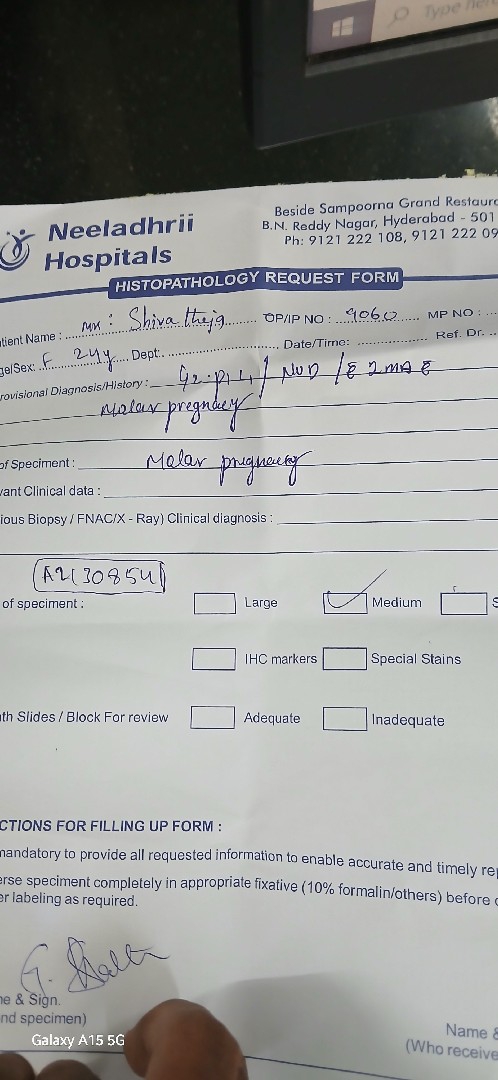 Type here
Neeladhrii
Hospitals
Beside Sampoorna Grand Restaura
B.N. Reddy Nagar, Hyderabad - 501
Ph: 9121 222 108, 9121 222 09
HISTOPATHOLOGY REQUEST FORM
tient Name : Mrs : Shiva theja OP/IP NO : 9060 MP NO :
ge/Sex: F 24y Dept: Date/Time: Ref. Dr.
rovisional Diagnosis/History : G2P1L1 / NVD / E 2MA E
Molar pregnacy
of Speciment : Molar pregnancy
vant Clinical data :
ious Biopsy / FNAC/X - Ray) Clinical diagnosis :
A21308541
of speciment : Large Medium S
IHC markers Special Stains
th Slides / Block For review Adequate Inadequate
CTIONS FOR FILLING UP FORM :
mandatory to provide all requested information to enable accurate and timely rep
erse speciment completely in appropriate fixative (10% formalin/others) before
er labeling as required.
e & Sign.
nd specimen)
Galaxy A15 5G
Name &
(Who receive